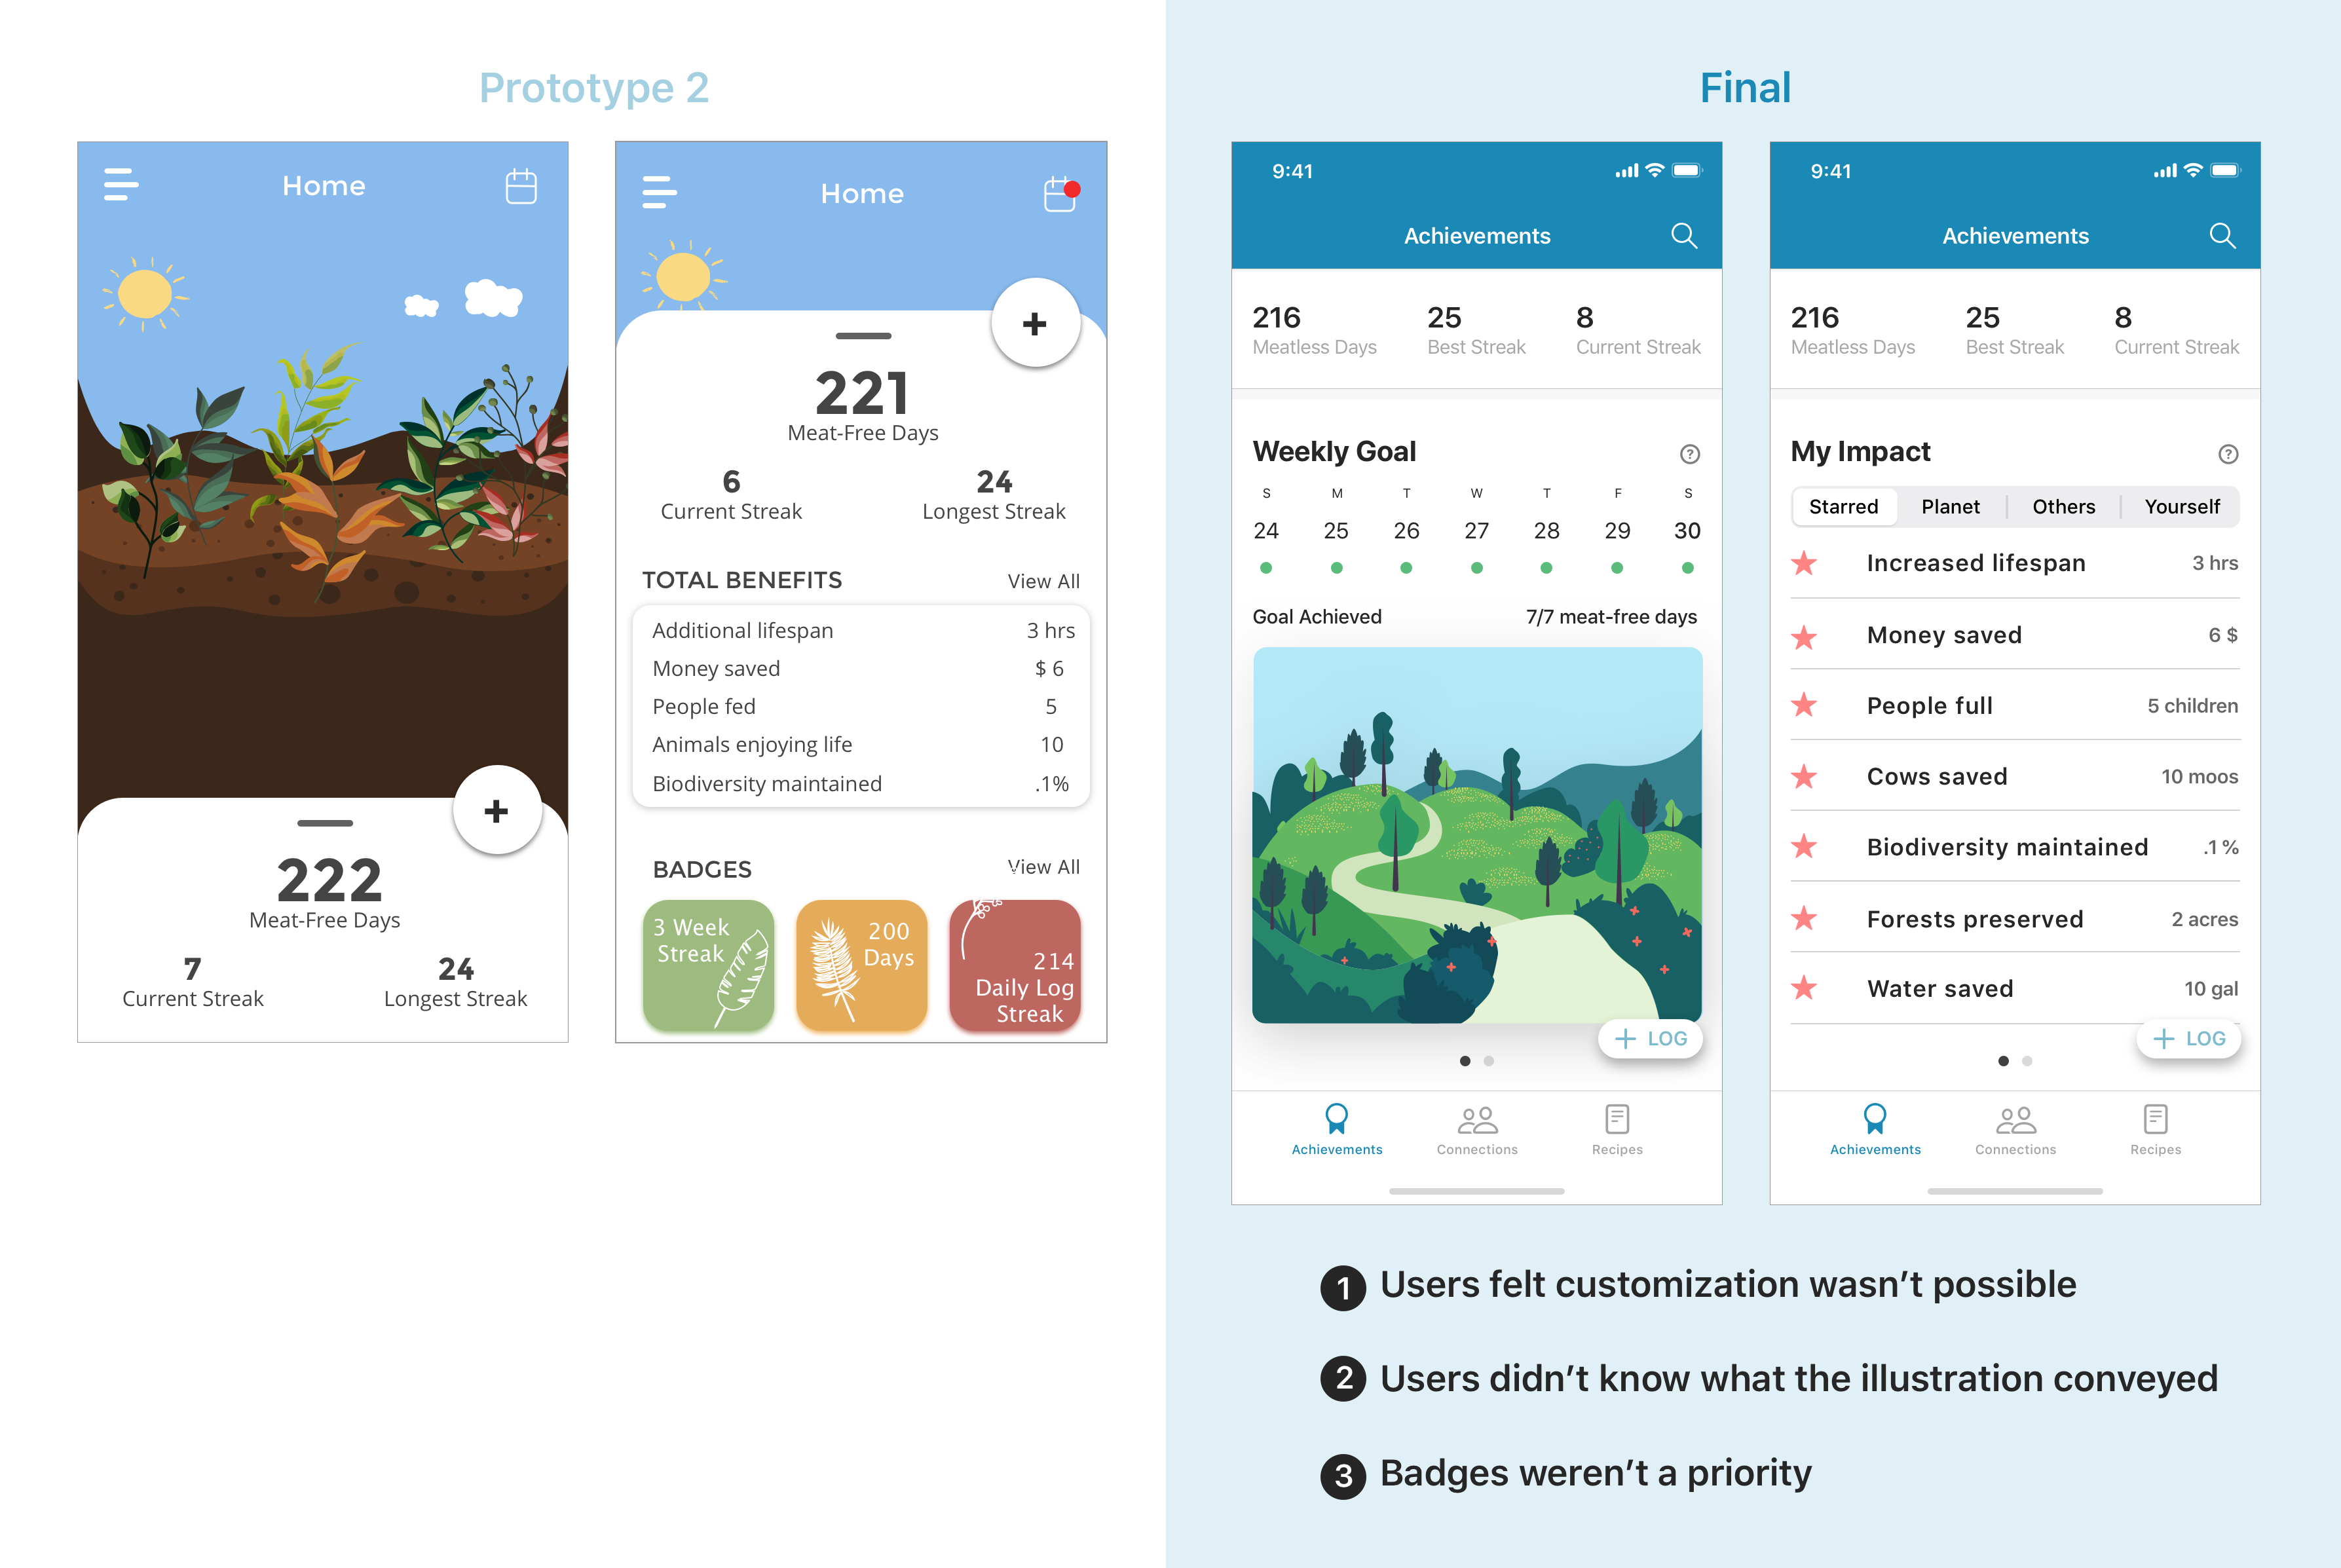 Prototype 2
Home
222
Meat-Free Days
7
Current Streak
24
Longest Streak
Home
221
Meat-Free Days
6
Current Streak
24
Longest Streak
TOTAL BENEFITS
View All
Additional lifespan 3 hrs
Money saved $ 6
People fed 5
Animals enjoying life 10
Biodiversity maintained .1%
BADGES
View All
3 Week
Streak
200
Days
214
Daily Log
Streak
Final
9:41
Achievements
216 25 8
Meatless Days Best Streak Current Streak
Weekly Goal
S M T W T F S
24 25 26 27 28 29 30
Goal Achieved 7/7 meat-free days
+ LOG
Achievements Connections Recipes
9:41
Achievements
216 25 8
Meatless Days Best Streak Current Streak
My Impact
Starred Planet Others Yourself
Increased lifespan 3 hrs
Money saved 6 $
People full 5 children
Cows saved 10 moos
Biodiversity maintained .1 %
Forests preserved 2 acres
Water saved 10 gal
+ LOG
Achievements Connections Recipes
1 Users felt customization wasn’t possible
2 Users didn’t know what the illustration conveyed
3 Badges weren’t a priority